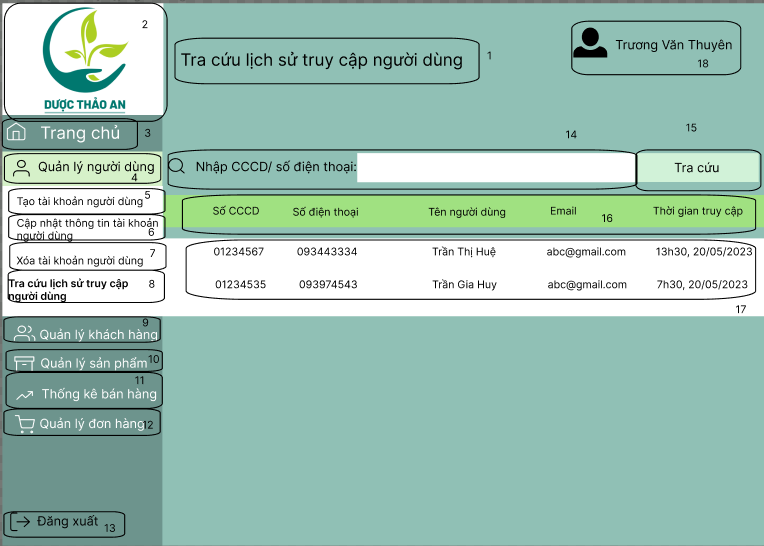 2
DƯỢC THẢO AN
Tra cứu lịch sử truy cập người dùng
1
Trương Văn Thuyên
18
Trang chủ
3
14
15
Quản lý người dùng
4
Nhập CCCD/ số điện thoại:
Tra cứu
Tạo tài khoản người dùng
5
Cập nhật thông tin tài khoản
người dùng
6
Xóa tài khoản người dùng
7
Tra cứu lịch sử truy cập
người dùng
8
Số CCCD
Số điện thoại
Tên người dùng
Email
16
Thời gian truy cập
01234567
093443334
Trần Thị Huệ
abc@gmail.com
13h30, 20/05/2023
01234535
093974543
Trần Gia Huy
abc@gmail.com
7h30, 20/05/2023
17
Quản lý khách hàng
9
Quản lý sản phẩm
10
11
Thống kê bán hàng
Quản lý đơn hàng
12
Đăng xuất
13